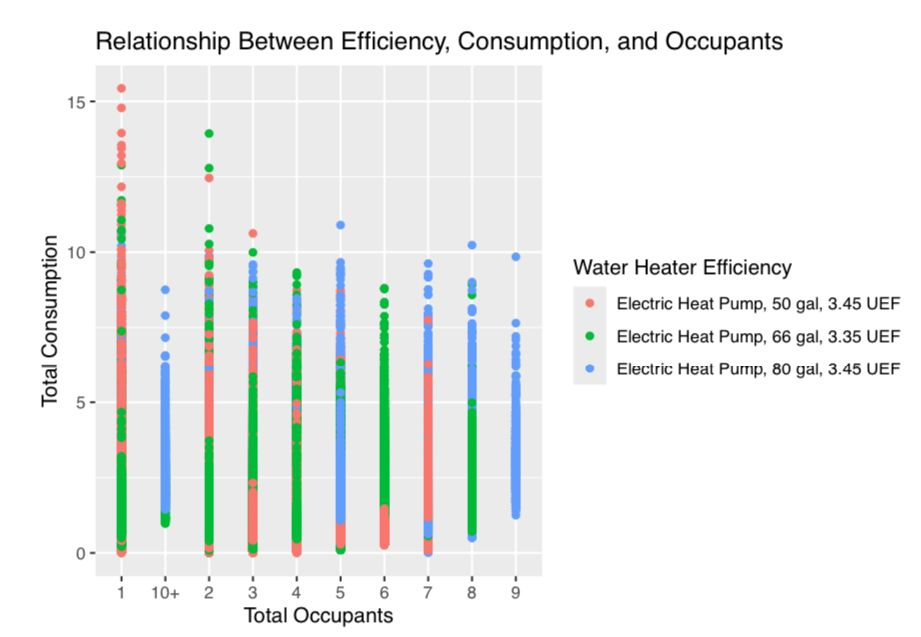 Relationship Between Efficiency, Consumption, and Occupants
15
10
5
0
Total Consumption
1 10+ 2 3 4 5 6 7 8 9
Total Occupants
Water Heater Efficiency
Electric Heat Pump, 50 gal, 3.45 UEF
Electric Heat Pump, 66 gal, 3.35 UEF
Electric Heat Pump, 80 gal, 3.45 UEF